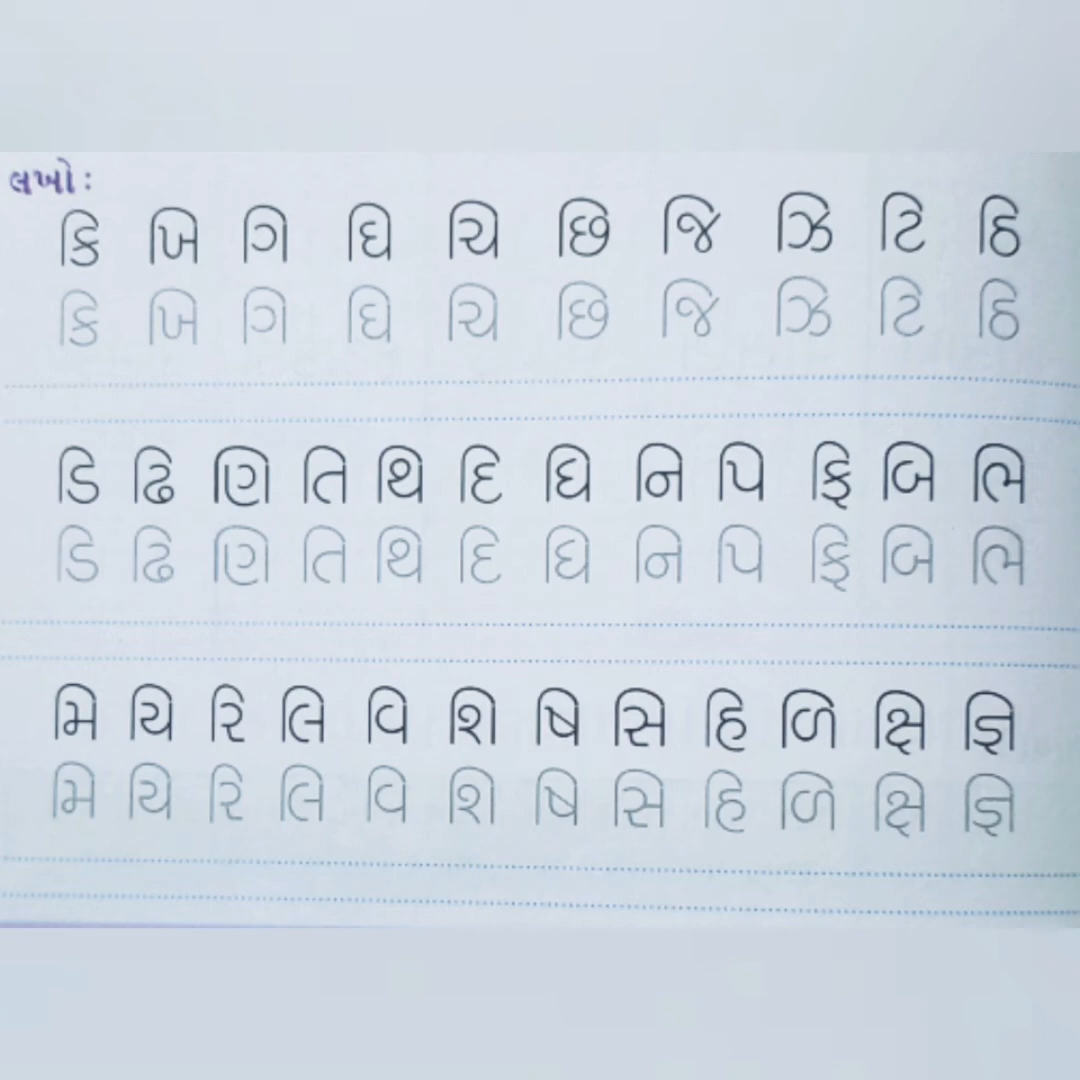 લખો :
કિ ખિ ગિ ઘિ ચિ છિ જિ ઝિ ટિ ઠિ
કિ ખિ ગિ ઘિ ચિ છિ જિ ઝિ ટિ ઠિ
ડિ ઢિ ણિ તિ થિ દિ ધિ નિ પિ ફિ બિ ભિ
ડિ ઢિ ણિ તિ થિ દિ ધિ નિ પિ ફિ બિ ભિ
મિ યિ રિ લિ વિ શિ ષિ સિ હિ ળિ ક્ષિ જ્ઞિ
મિ યિ રિ લિ વિ શિ ષિ સિ હિ ળિ ક્ષિ જ્ઞિ